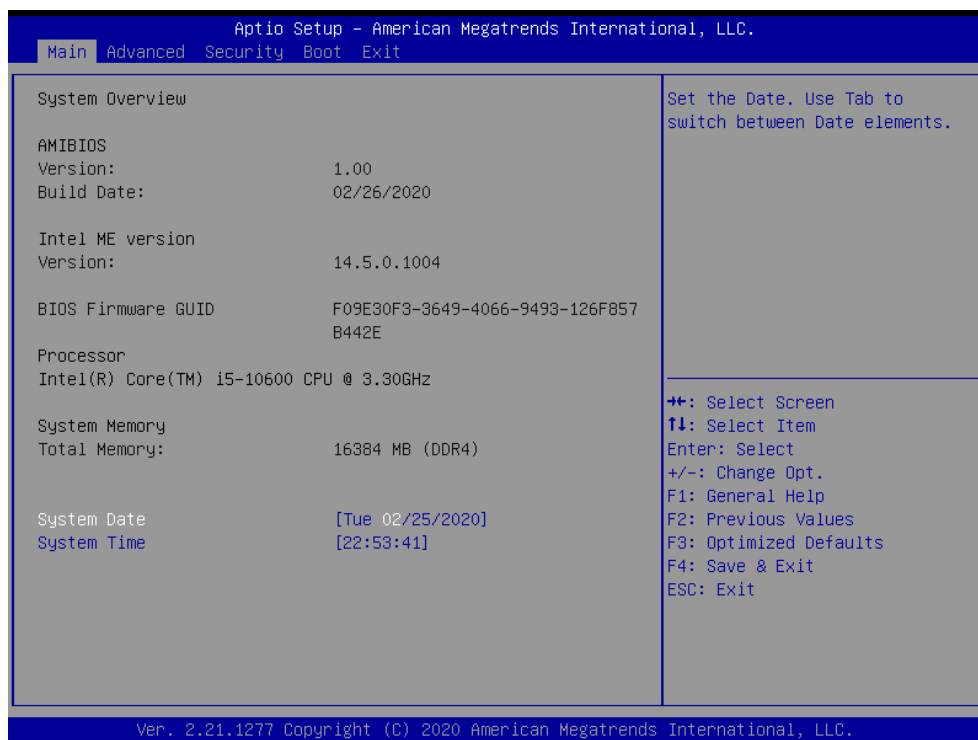 Aptio Setup – American Megatrends International, LLC.
Main Advanced Security Boot Exit
System Overview
AMIBIOS
Version: 1.00
Build Date: 02/26/2020
Intel ME version
Version: 14.5.0.1004
BIOS Firmware GUID F09E30F3-3649-4066-9493-126F857
B442E
Processor
Intel(R) Core(TM) i5-10600 CPU @ 3.30GHz
System Memory
Total Memory: 16384 MB (DDR4)
System Date [Tue 02/25/2020]
System Time [22:53:41]
Set the Date. Use Tab to
switch between Date elements.
→←: Select Screen
↑↓: Select Item
Enter: Select
+/-: Change Opt.
F1: General Help
F2: Previous Values
F3: Optimized Defaults
F4: Save & Exit
ESC: Exit
Ver. 2.21.1277 Copyright (C) 2020 American Megatrends International, LLC.